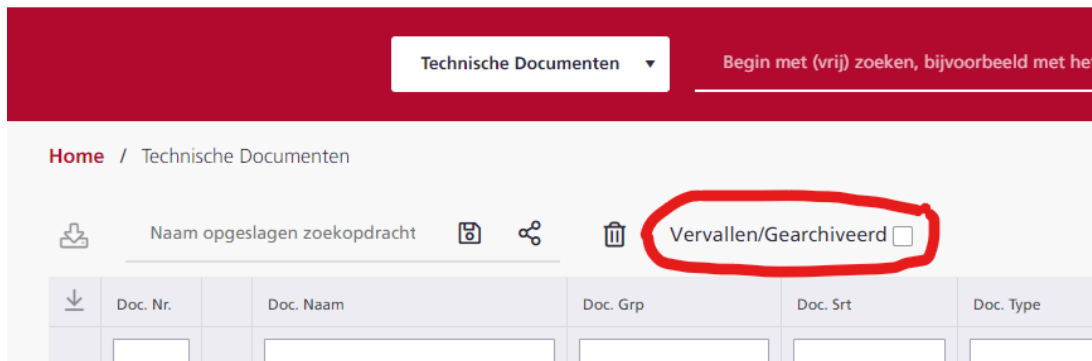 Technische Documenten
Begin met (vrij) zoeken, bijvoorbeeld met
Home / Technische Documenten
Naam opgeslagen zoekopdracht
Vervallen/Gearchiveerd
Doc. Nr. Doc. Naam Doc. Grp Doc. Srt Doc. Type